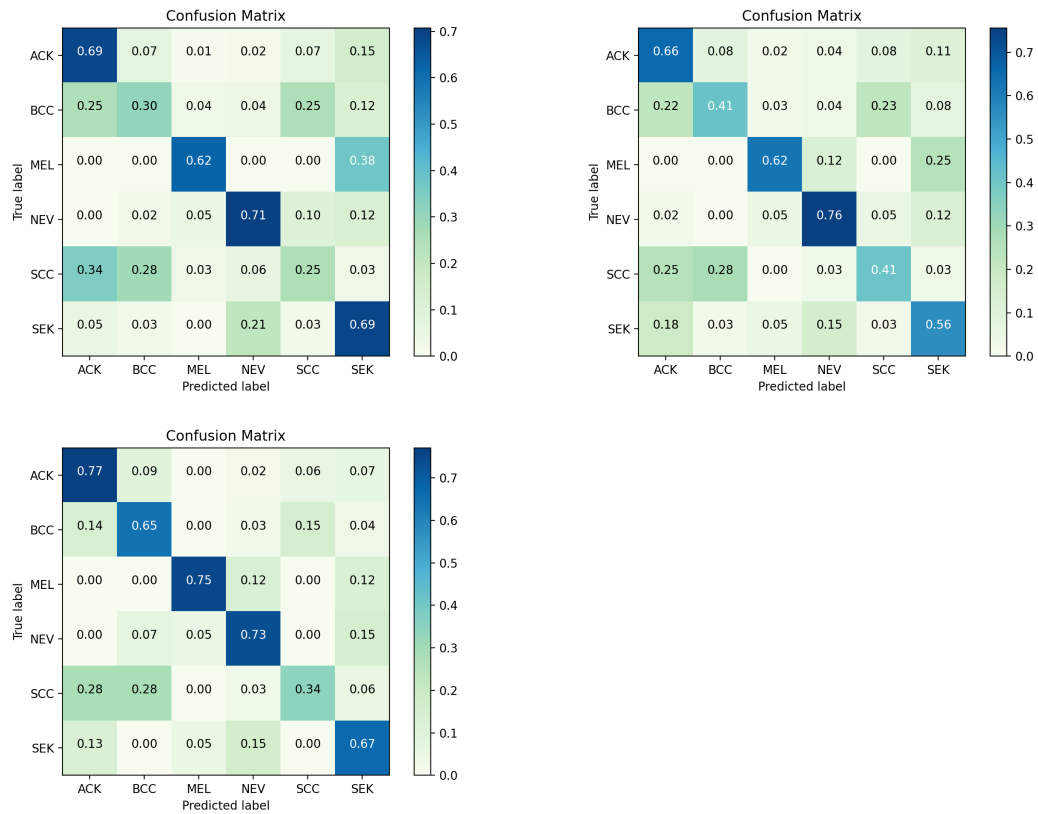 Confusion Matrix
True label
ACK 0.69 0.07 0.01 0.02 0.07 0.15
BCC 0.25 0.30 0.04 0.04 0.25 0.12
MEL 0.00 0.00 0.62 0.00 0.00 0.38
NEV 0.00 0.02 0.05 0.71 0.10 0.12
SCC 0.34 0.28 0.03 0.06 0.25 0.03
SEK 0.05 0.03 0.00 0.21 0.03 0.69
ACK BCC MEL NEV SCC SEK
Predicted label
0.7
0.6
0.5
0.4
0.3
0.2
0.1
0.0
Confusion Matrix
True label
ACK 0.66 0.08 0.02 0.04 0.08 0.11
BCC 0.22 0.41 0.03 0.04 0.23 0.08
MEL 0.00 0.00 0.62 0.12 0.00 0.25
NEV 0.02 0.00 0.05 0.76 0.05 0.12
SCC 0.25 0.28 0.00 0.03 0.41 0.03
SEK 0.18 0.03 0.05 0.15 0.03 0.56
ACK BCC MEL NEV SCC SEK
Predicted label
0.7
0.6
0.5
0.4
0.3
0.2
0.1
0.0
Confusion Matrix
True label
ACK 0.77 0.09 0.00 0.02 0.06 0.07
BCC 0.14 0.65 0.00 0.03 0.15 0.04
MEL 0.00 0.00 0.75 0.12 0.00 0.12
NEV 0.00 0.07 0.05 0.73 0.00 0.15
SCC 0.28 0.28 0.00 0.03 0.34 0.06
SEK 0.13 0.00 0.05 0.15 0.00 0.67
ACK BCC MEL NEV SCC SEK
Predicted label
0.7
0.6
0.5
0.4
0.3
0.2
0.1
0.0